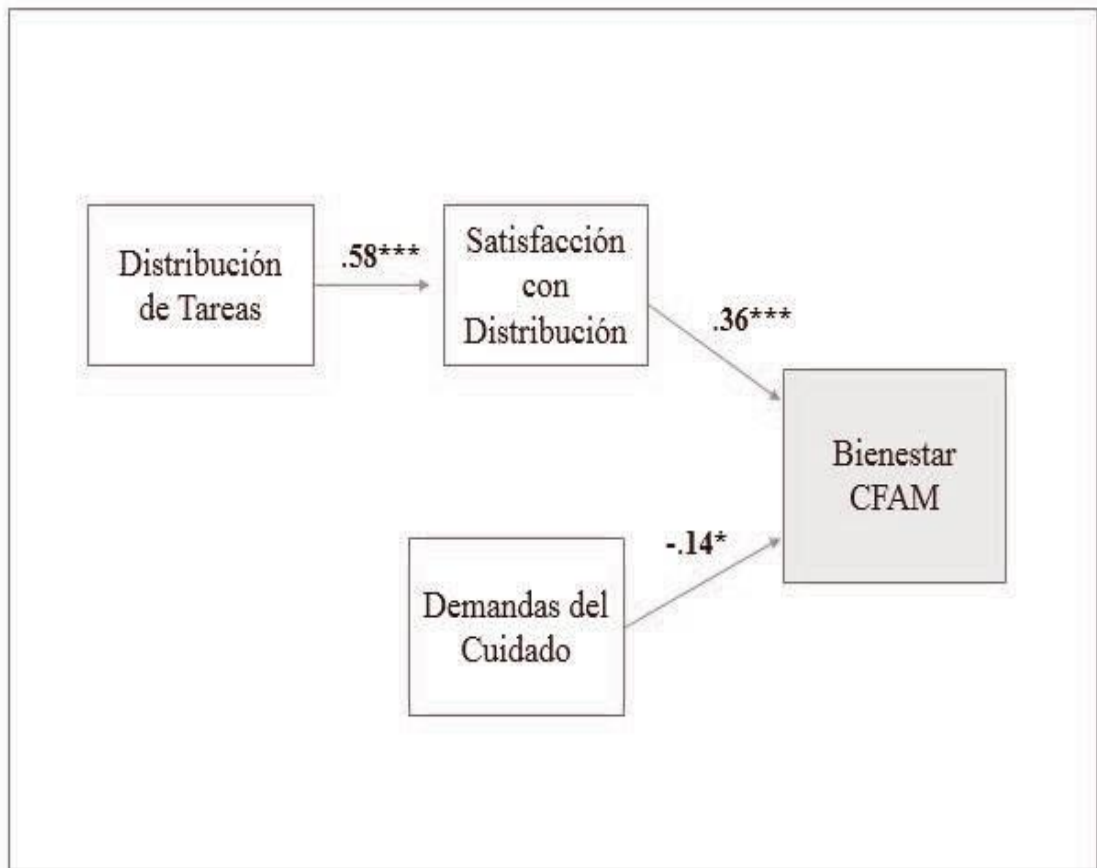 Distribución
de Tareas
.58***
Satisfacción
con
Distribución
.36***
Bienestar
CFAM
-.14*
Demandas del
Cuidado